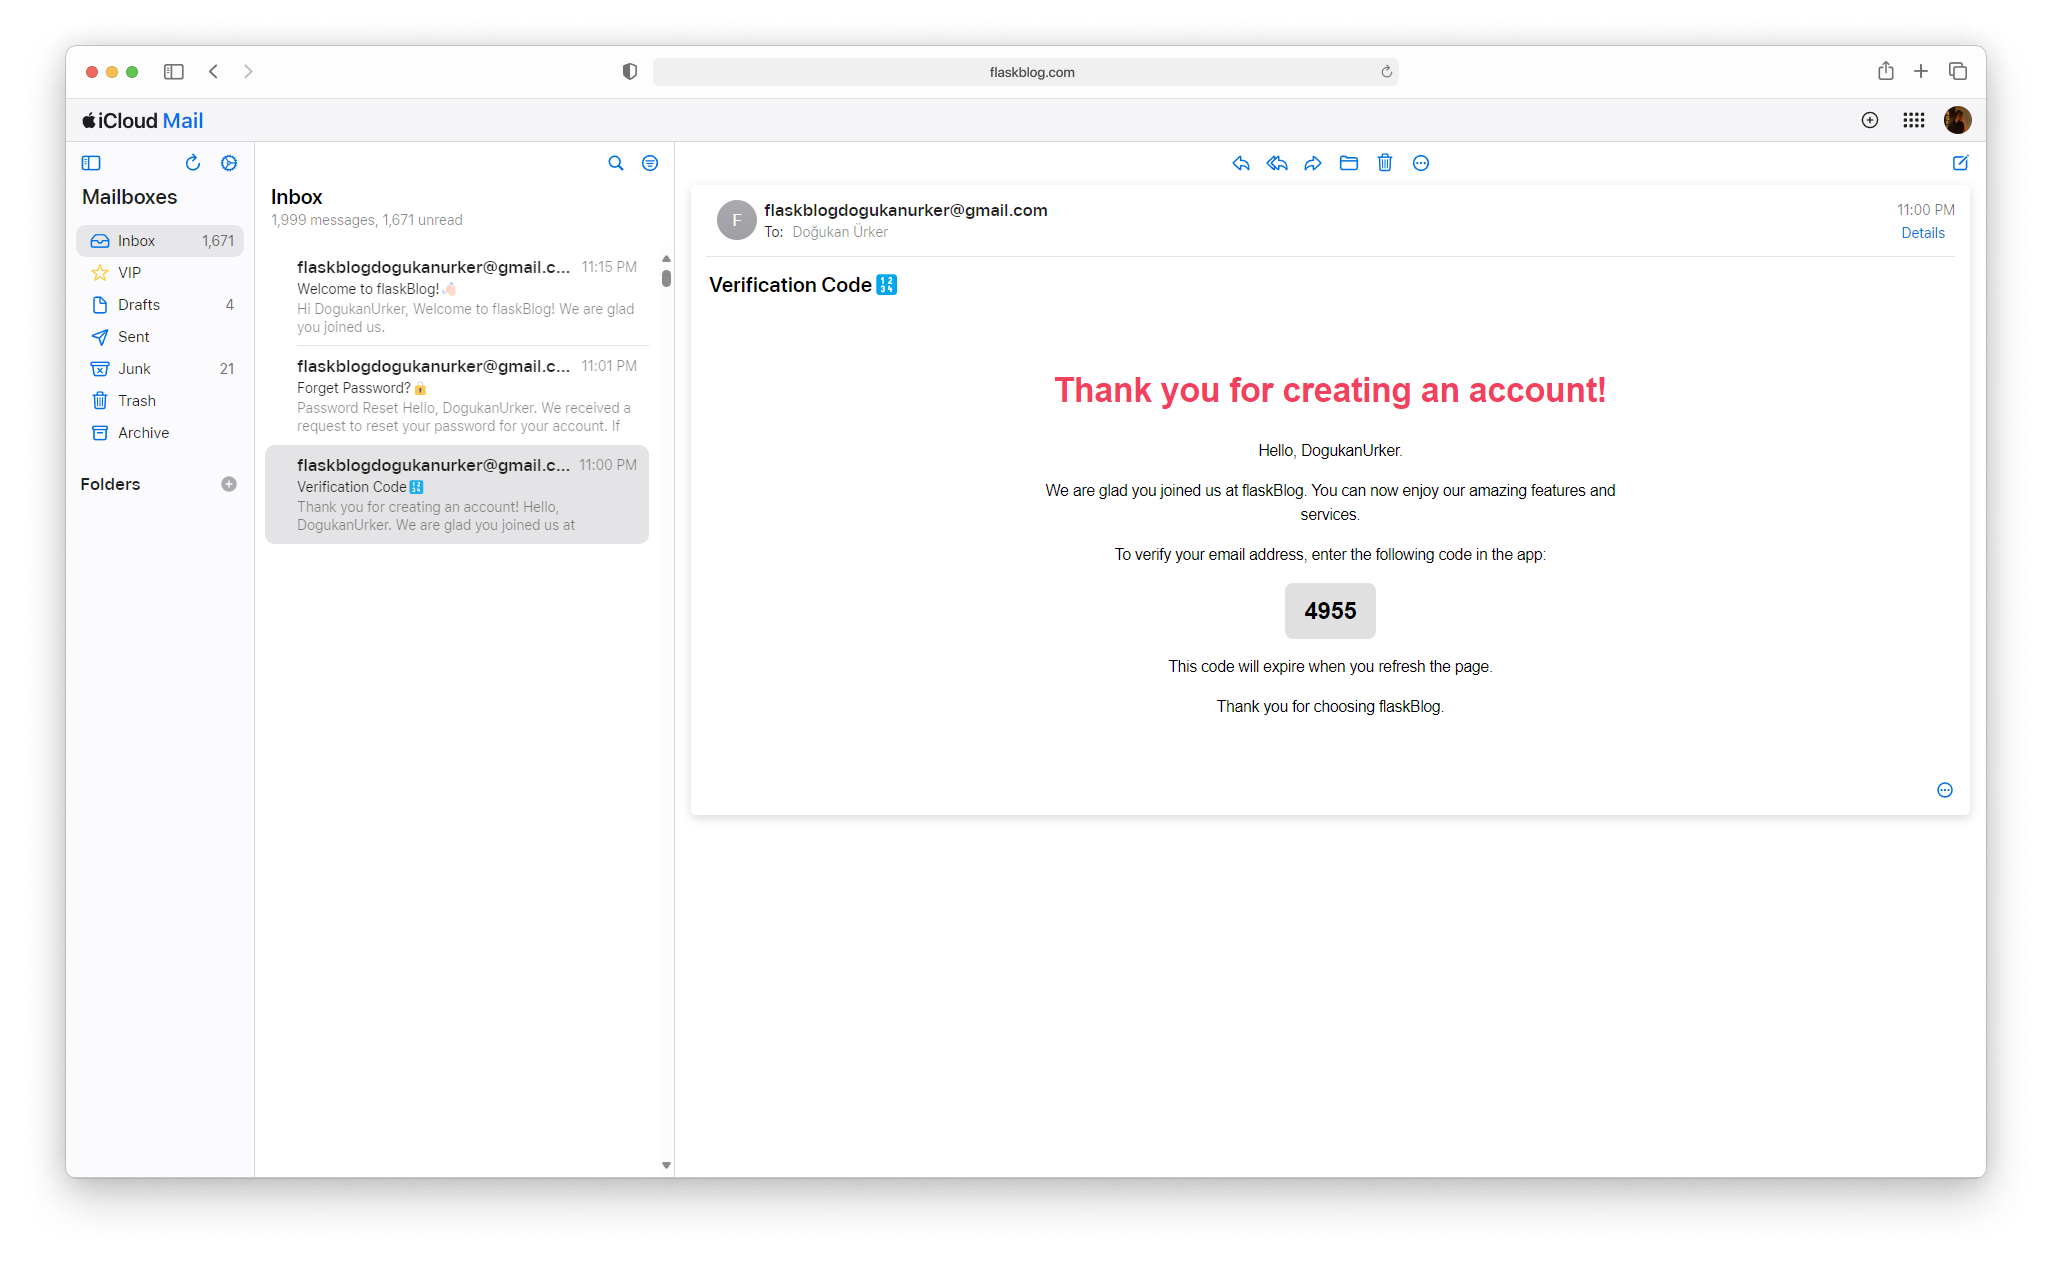 flaskblog.com
iCloud Mail
Mailboxes
Inbox 1,671
VIP
Drafts 4
Sent
Junk 21
Trash
Archive
Folders
Inbox
1,999 messages, 1,671 unread
flaskblogdogukanurker@gmail.c... 11:15 PM
Welcome to flaskBlog!👋🏻
Hi DogukanUrker, Welcome to flaskBlog! We are glad
you joined us.
flaskblogdogukanurker@gmail.c... 11:01 PM
Forget Password?🔒
Password Reset Hello, DogukanUrker. We received a
request to reset your password for your account. If
flaskblogdogukanurker@gmail.c... 11:00 PM
Verification Code🔢
Thank you for creating an account! Hello,
DogukanUrker. We are glad you joined us at
F
flaskblogdogukanurker@gmail.com 11:00 PM
To: Doğukan Ürker Details
Verification Code🔢
Thank you for creating an account!
Hello, DogukanUrker.
We are glad you joined us at flaskBlog. You can now enjoy our amazing features and
services.
To verify your email address, enter the following code in the app:
4955
This code will expire when you refresh the page.
Thank you for choosing flaskBlog.